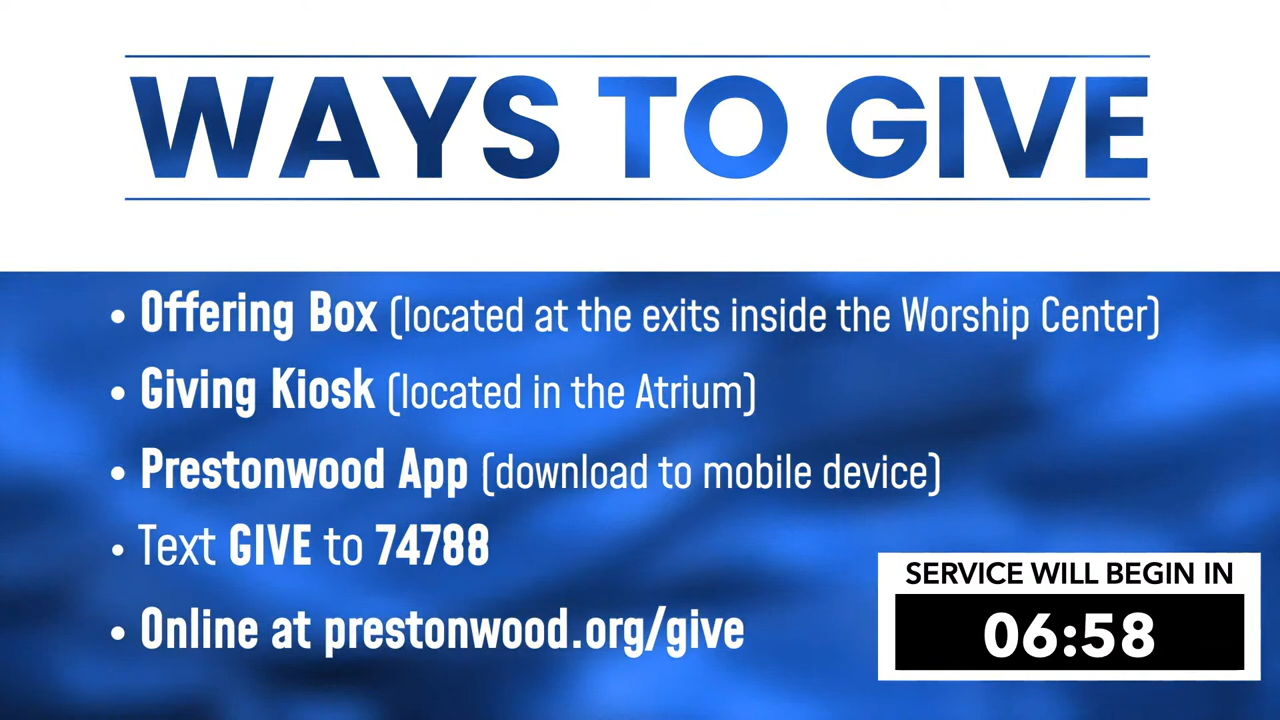 WAYS TO GIVE
• Offering Box (located at the exits inside the Worship Center)
• Giving Kiosk (located in the Atrium)
• Prestonwood App (download to mobile device)
• Text GIVE to 74788
• Online at prestonwood.org/give
SERVICE WILL BEGIN IN
06:58